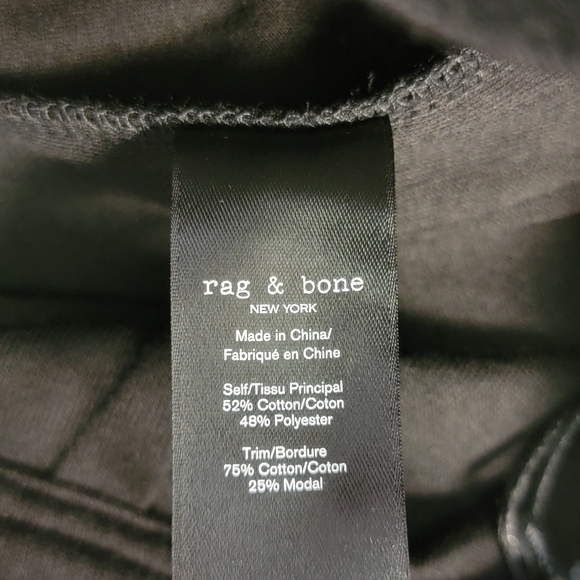 rag & bone
NEW YORK
Made in China/
Fabriqué en Chine
Self/Tissu Principal
52% Cotton/Coton
48% Polyester
Trim/Bordure
75% Cotton/Coton
25% Modal